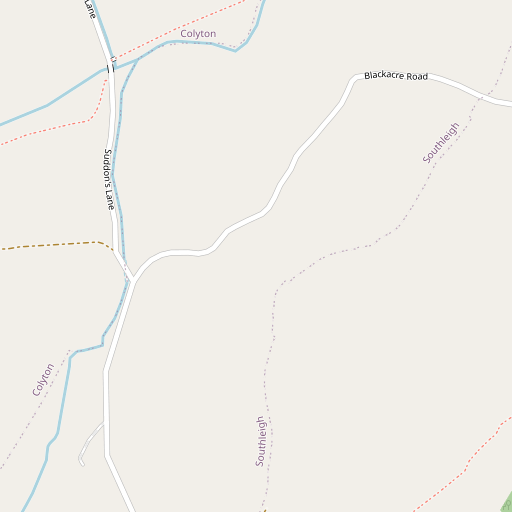 Lane
Colyton
Blackacre Road
Southleigh
Suddon's Lane
Colyton
Southleigh